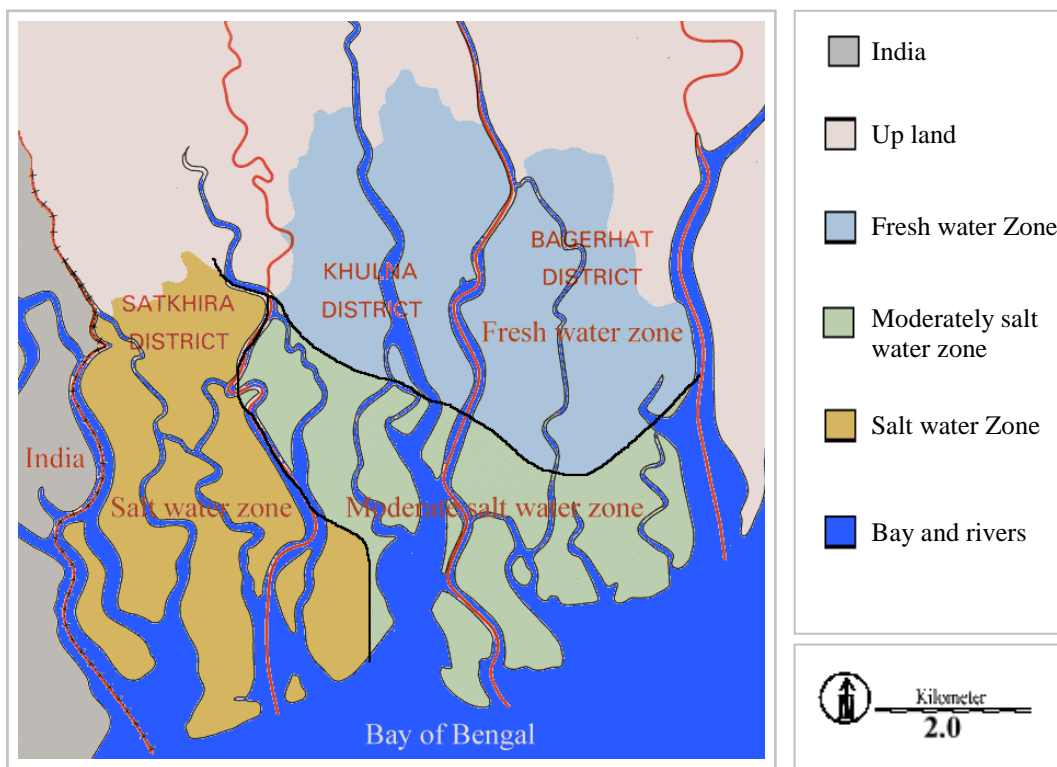 SATKHIRA
DISTRICT
KHULNA
DISTRICT
BAGERHAT
DISTRICT
Fresh water zone
India
Salt water zone
Moderate salt water zone
Bay of Bengal
India
Up land
Fresh water Zone
Moderately salt
water zone
Salt water Zone
Bay and rivers
N
Kilometer
2.0